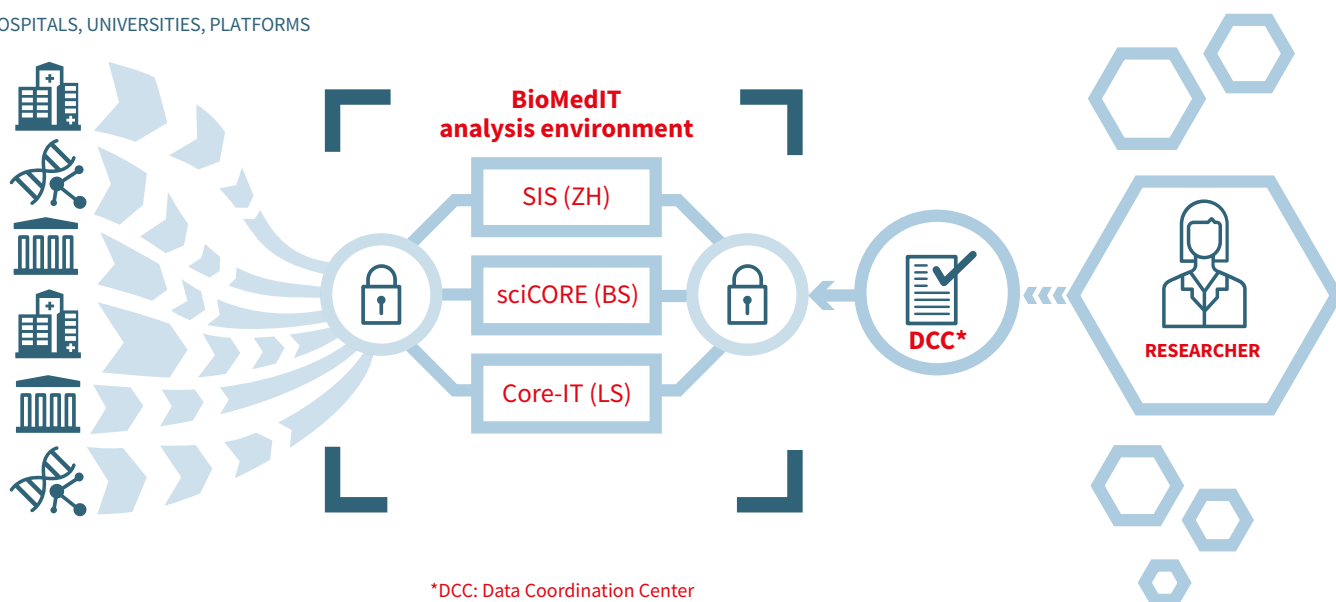 OSPITALS, UNIVERSITIES, PLATFORMS
BioMedIT
analysis environment
SIS (ZH)
sciCORE (BS)
Core-IT (LS)
DCC*
RESEARCHER
*DCC: Data Coordination Center